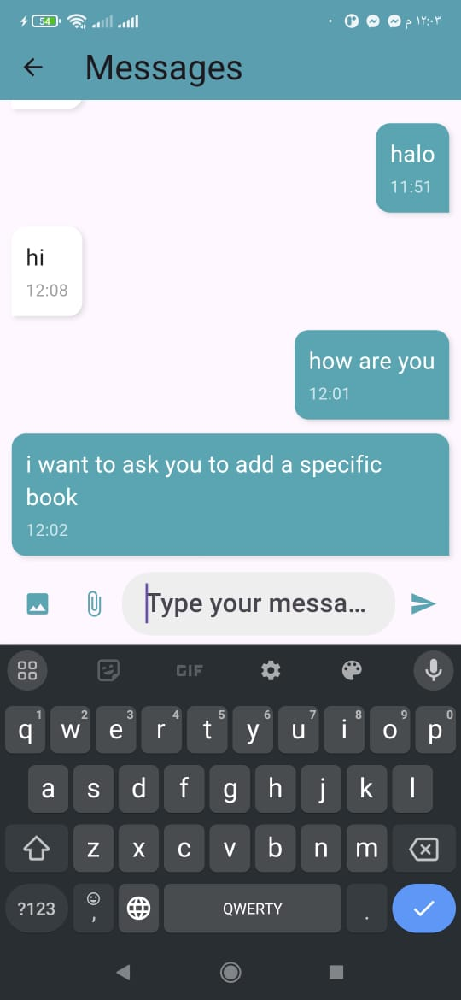 54
م ١٢:٠٣
Messages
halo
11:51
hi
12:08
how are you
12:01
i want to ask you to add a specific
book
12:02
Type your messa...
GIF
1 2 3 4 5 6 7 8 9 0
q w e r t y u i o p
a s d f g h j k l
z x c v b n m
?123 , QWERTY .